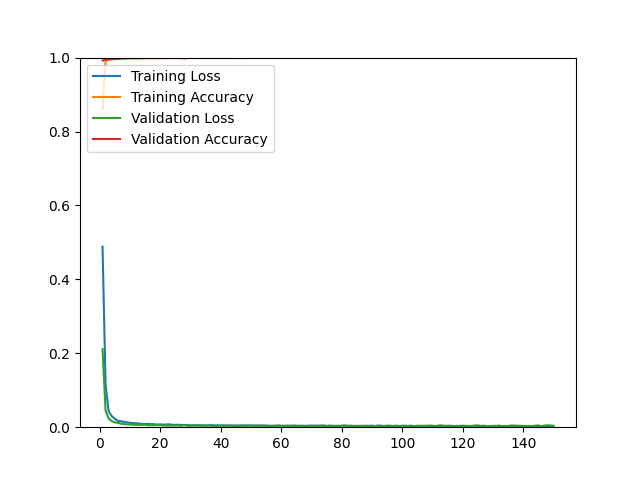 1.0
0.8
0.6
0.4
0.2
0.0
Training Loss
Training Accuracy
Validation Loss
Validation Accuracy
0 20 40 60 80 100 120 140